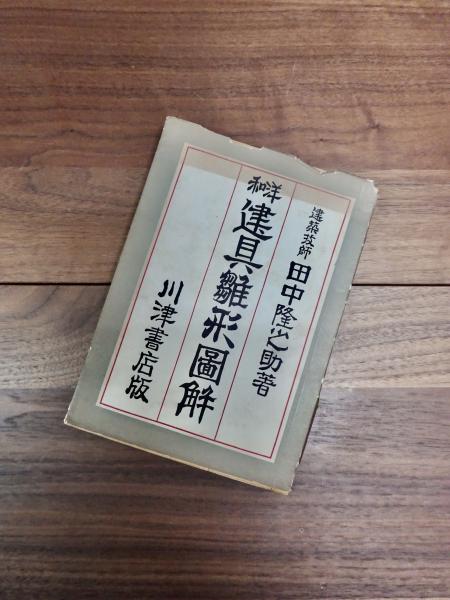 建築技師 田中隆之助著
和洋 建具雛形圖解
川津書店版